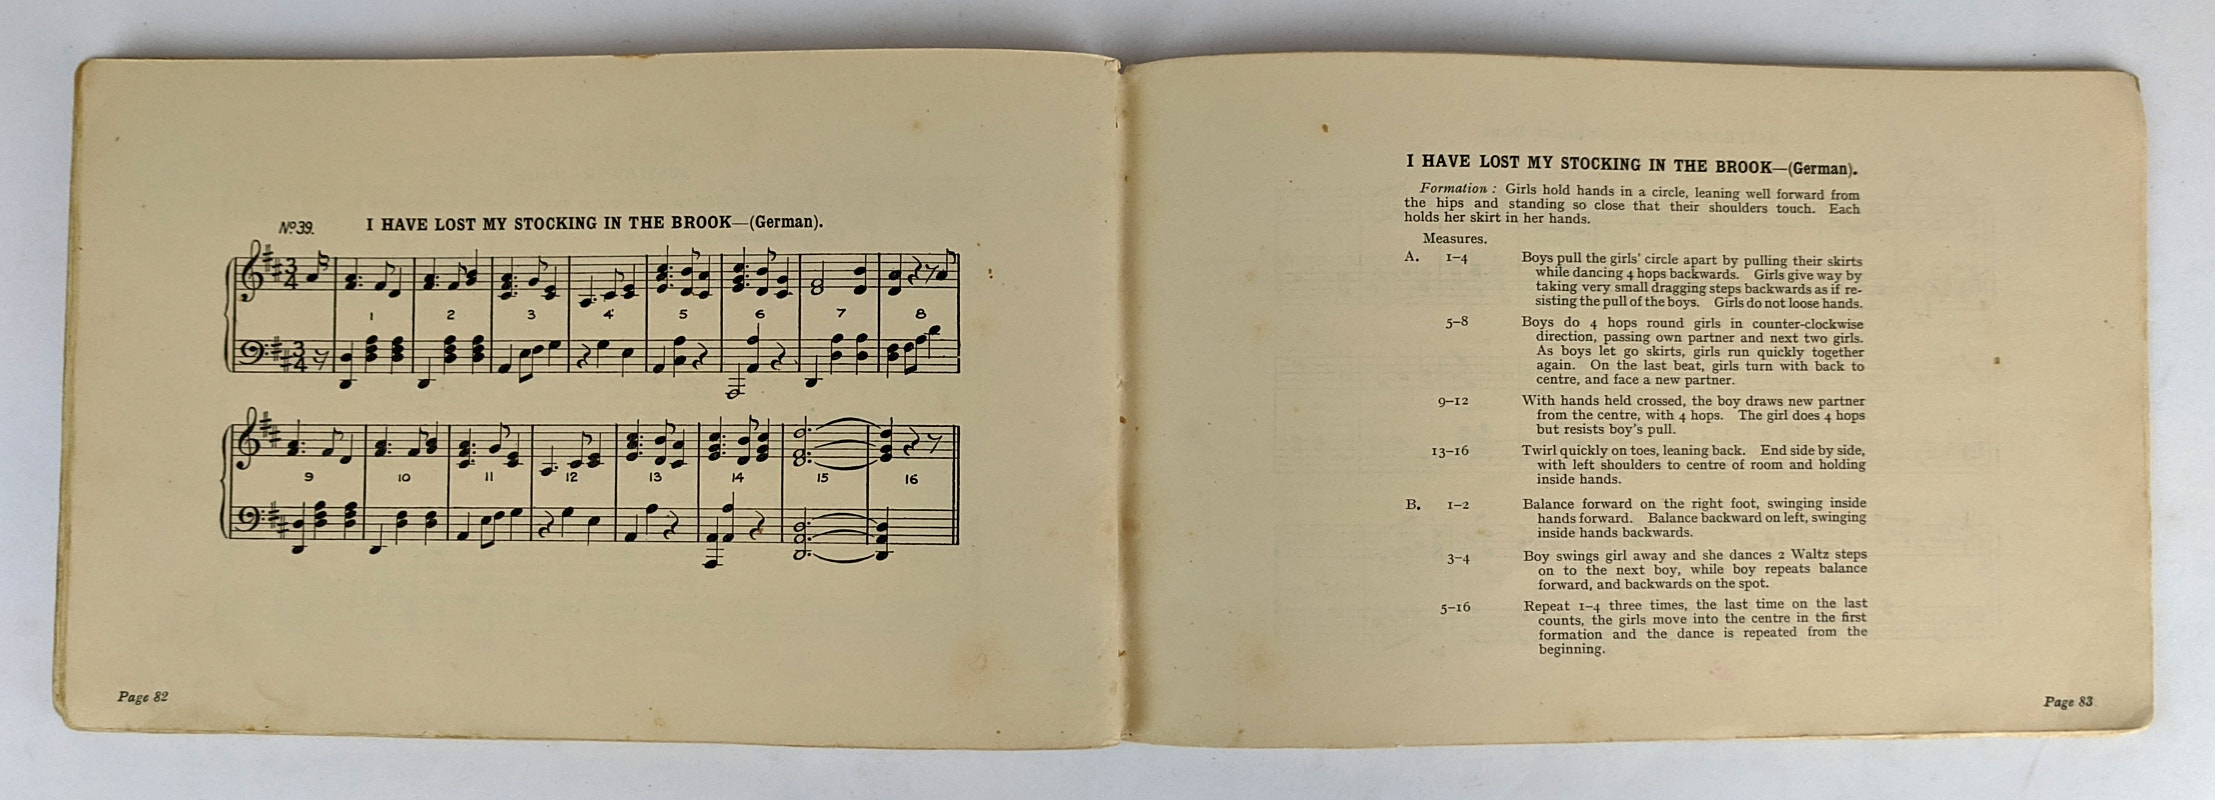 Nº 39.
I HAVE LOST MY STOCKING IN THE BROOK—(German).
3 4
1 2 3 4 5 6 7 8
3 4
9 10 11 12 13 14 15 16
Page 82
I HAVE LOST MY STOCKING IN THE BROOK—(German).
Formation : Girls hold hands in a circle, leaning well forward from
the hips and standing so close that their shoulders touch. Each
holds her skirt in her hands.
Measures.
A. 1–4 Boys pull the girls' circle apart by pulling their skirts
while dancing 4 hops backwards. Girls give way by
taking very small dragging steps backwards as if re-
sisting the pull of the boys. Girls do not loose hands.
5–8 Boys do 4 hops round girls in counter-clockwise
direction, passing own partner and next two girls.
As boys let go skirts, girls run quickly together
again. On the last beat, girls turn with back to
centre, and face a new partner.
9–12 With hands held crossed, the boy draws new partner
from the centre, with 4 hops. The girl does 4 hops
but resists boy's pull.
13–16 Twirl quickly on toes, leaning back. End side by side,
with left shoulders to centre of room and holding
inside hands.
B. 1–2 Balance forward on the right foot, swinging inside
hands forward. Balance backward on left, swinging
inside hands backwards.
3–4 Boy swings girl away and she dances 2 Waltz steps
on to the next boy, while boy repeats balance
forward, and backwards on the spot.
5–16 Repeat 1–4 three times, the last time on the last
counts, the girls move into the centre in the first
formation and the dance is repeated from the
beginning.
Page 83